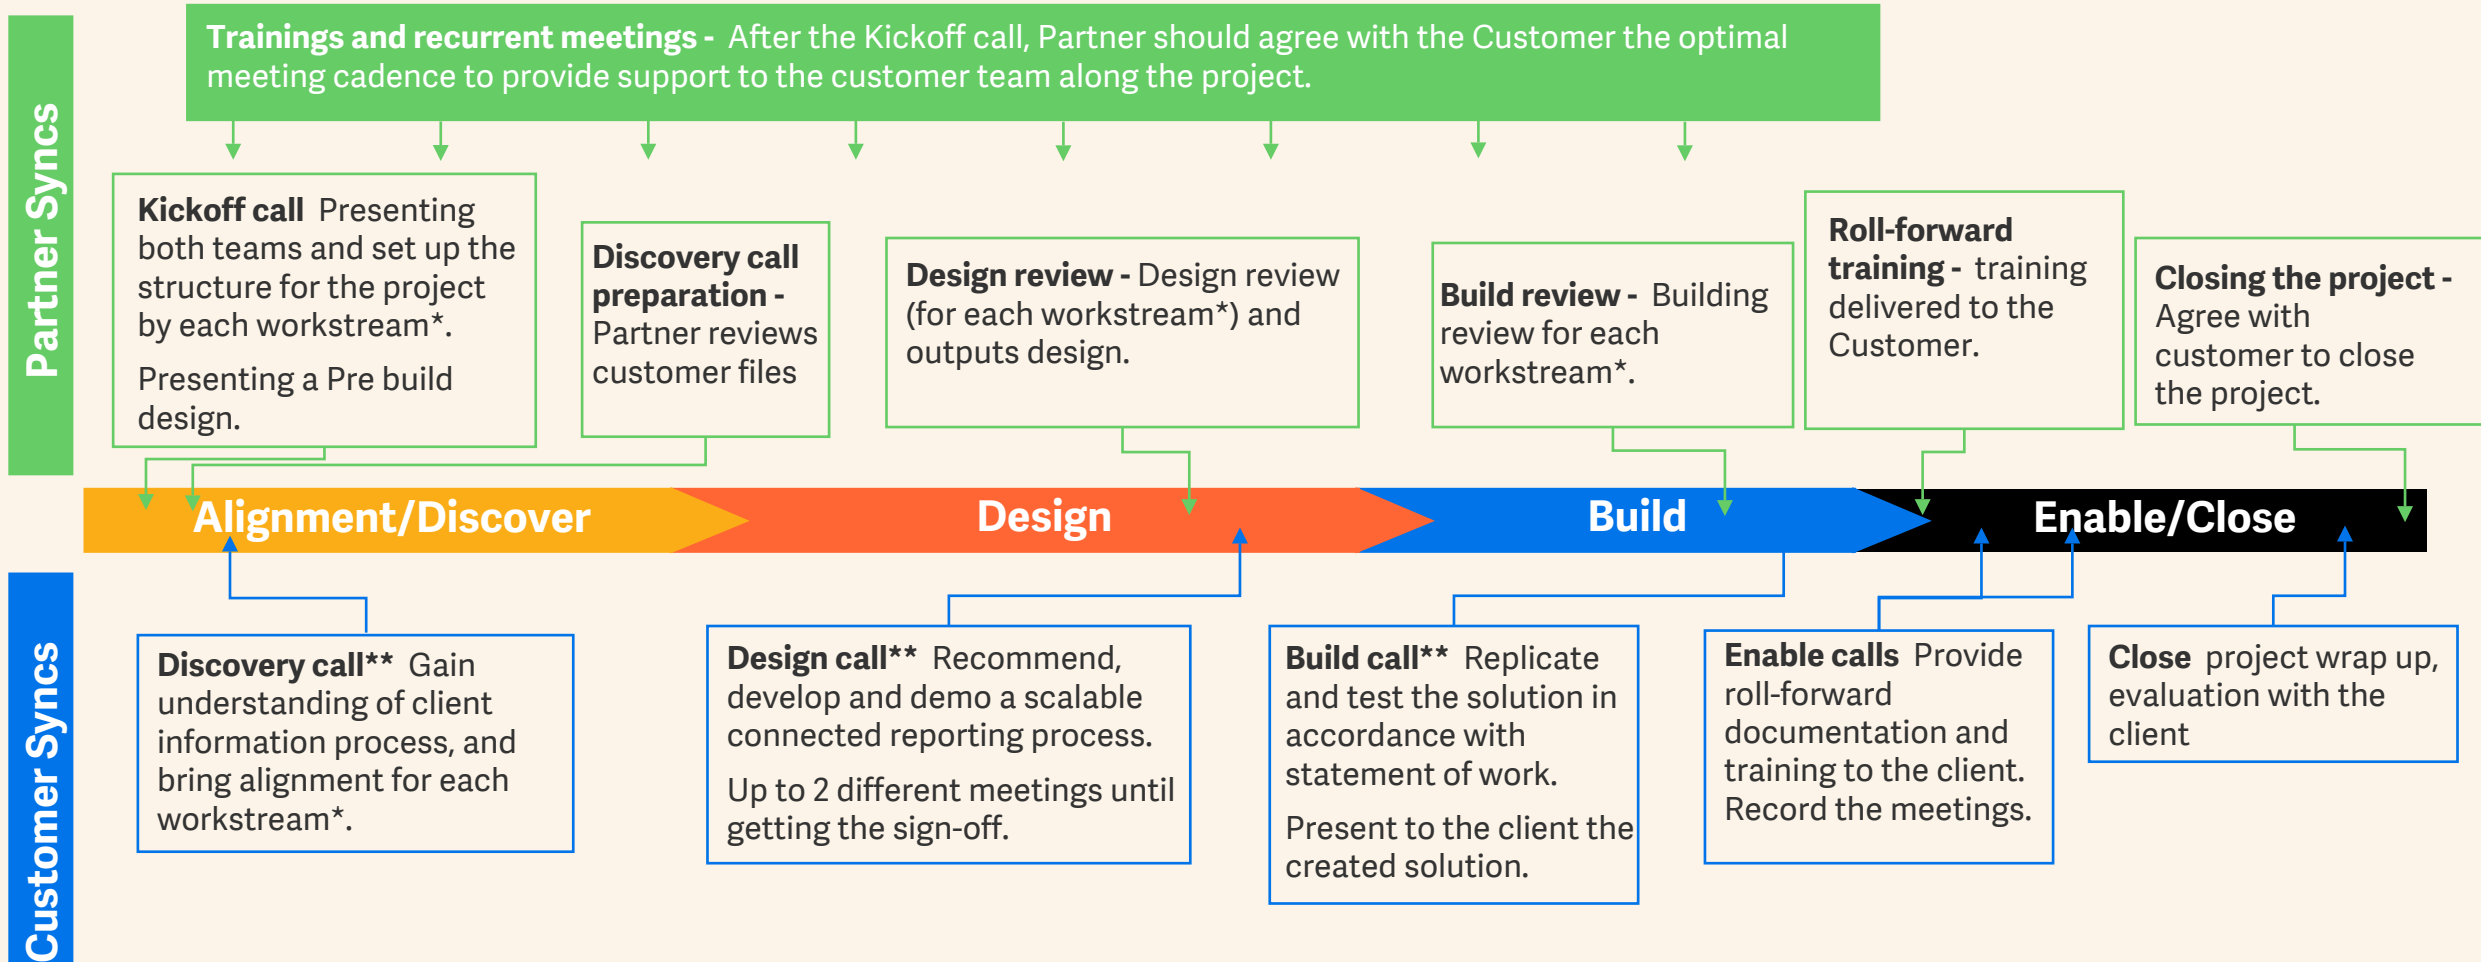 Partner Syncs
Trainings and recurrent meetings - After the Kickoff call, Partner should agree with the Customer the optimal
meeting cadence to provide support to the customer team along the project.
Kickoff call Presenting
both teams and set up the
structure for the project
by each workstream*.
Presenting a Pre build
design.
Discovery call
preparation -
Partner reviews
customer files
Design review - Design review
(for each workstream*) and
outputs design.
Build review - Building
review for each
workstream*.
Roll-forward
training - training
delivered to the
Customer.
Closing the project -
Agree with
customer to close
the project.
Alignment/Discover
Design
Build
Enable/Close
Customer Syncs
Discovery call** Gain
understanding of client
information process, and
bring alignment for each
workstream*.
Design call** Recommend,
develop and demo a scalable
connected reporting process.
Up to 2 different meetings until
getting the sign-off.
Build call** Replicate
and test the solution in
accordance with
statement of work.
Present to the client the
created solution.
Enable calls Provide
roll-forward
documentation and
training to the client.
Record the meetings.
Close project wrap up,
evaluation with the
client